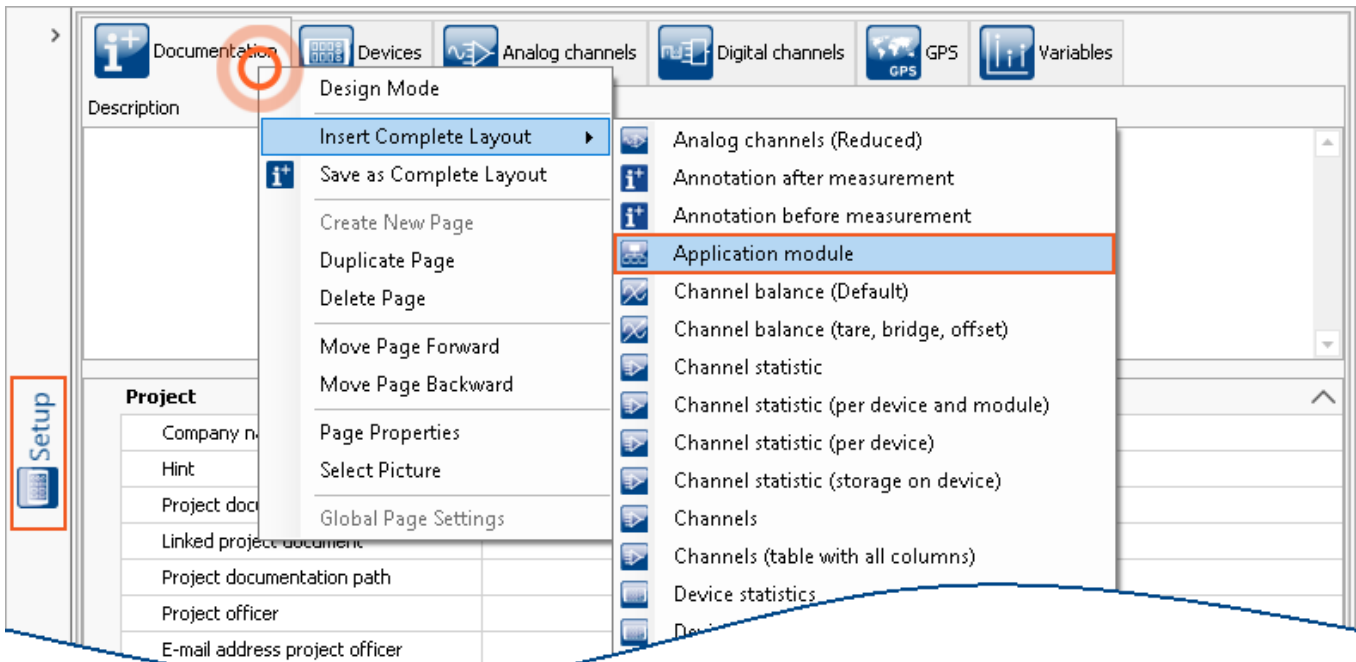 Documentation
Devices
Analog channels
Digital channels
GPS
GPS
Variables
Description
Design Mode
Insert Complete Layout
Save as Complete Layout
Create New Page
Duplicate Page
Delete Page
Move Page Forward
Move Page Backward
Page Properties
Select Picture
Global Page Settings
Analog channels (Reduced)
Annotation after measurement
Annotation before measurement
Application module
Channel balance (Default)
Channel balance (tare, bridge, offset)
Channel statistic
Channel statistic (per device and module)
Channel statistic (per device)
Channel statistic (storage on device)
Channels
Channels (table with all columns)
Device statistics
Setup
Project
Company
Hint
Project
Linked project document
Project documentation path
Project officer
E-mail address project officer